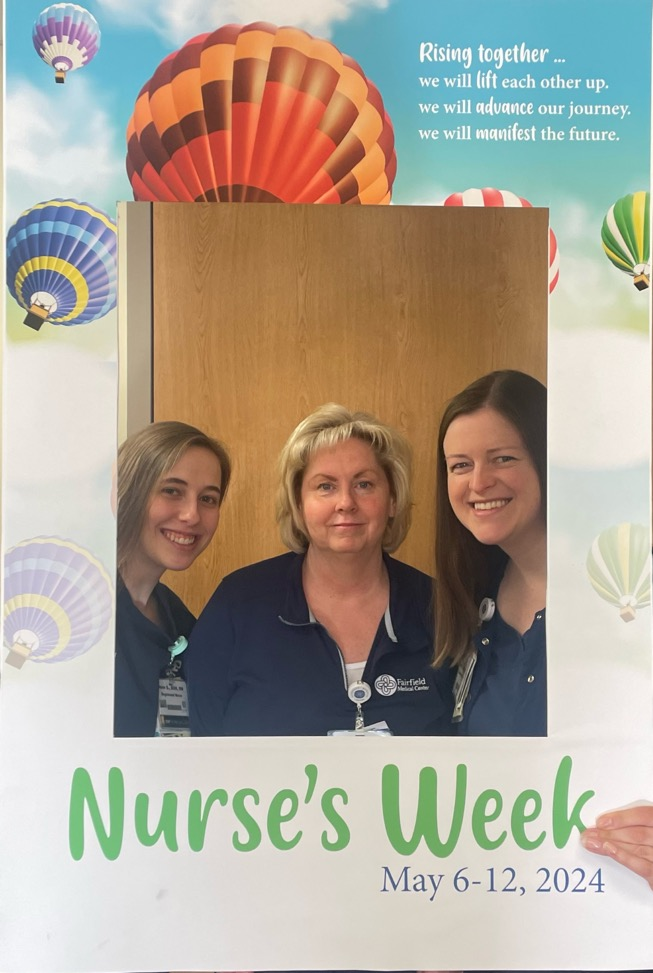 Rising together ...
we will lift each other up.
we will advance our journey.
we will manifest the future.
Fairfield
Medical Center
Nurse's Week
May 6-12, 2024